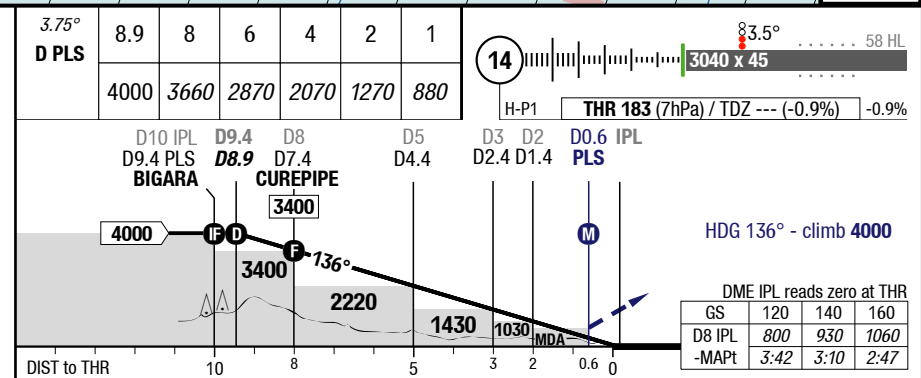 3.75°
D PLS
8.9 8 6 4 2 1
4000 3660 2870 2070 1270 880
14
3.5°
58 HL
3040 x 45
H-P1
THR 183 (7hPa) / TDZ --- (-0.9%)
-0.9%
D10 IPL D9.4 D8 D5 D3 D2 D0.6 IPL
D9.4 PLS D8.9 D7.4 D4.4 D2.4 D1.4 PLS
BIGARA CUREPIPE
3400
4000
IF D
M
HDG 136° - climb 4000
F
136°
3400
2220
1430
1030
MDA
DME IPL reads zero at THR
GS 120 140 160
D8 IPL 800 930 1060
-MAPt 3:42 3:10 2:47
DIST to THR 10 8 5 3 2 0.6 0